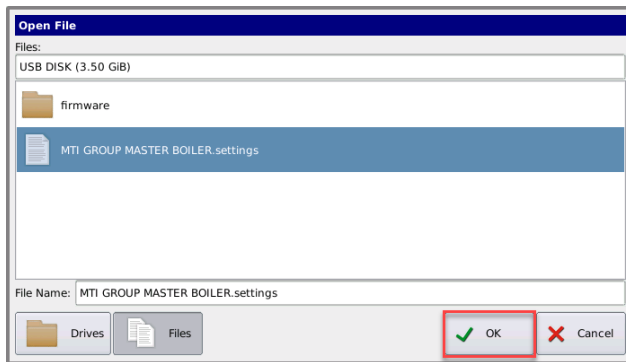 Open File
Files:
USB DISK (3.50 GiB)
firmware
MTI GROUP MASTER BOILER.settings
File Name: MTI GROUP MASTER BOILER.settings
Drives Files OK Cancel